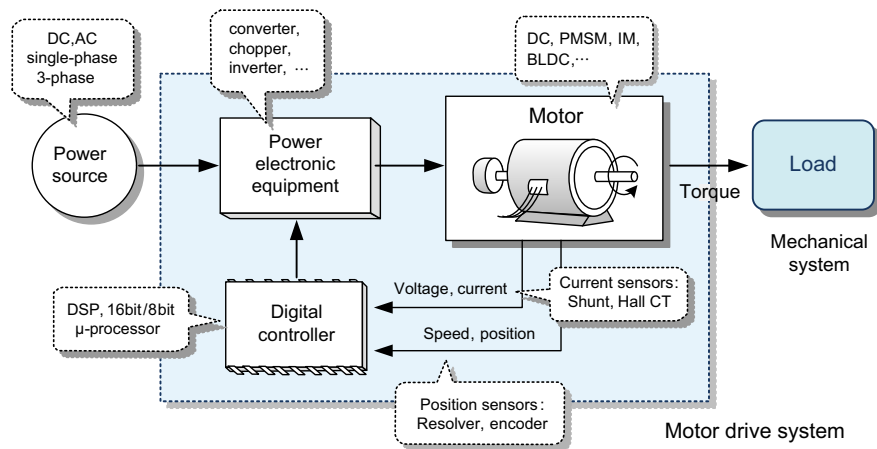 DC,AC
single-phase
3-phase
converter,
chopper,
inverter, …
DC, PMSM, IM,
BLDC,…
Power
source
Power
electronic
equipment
Motor
Torque
Load
Mechanical
system
DSP, 16bit/8bit
μ-processor
Digital
controller
Voltage, current
Speed, position
Current sensors:
Shunt, Hall CT
Position sensors:
Resolver, encoder
Motor drive system